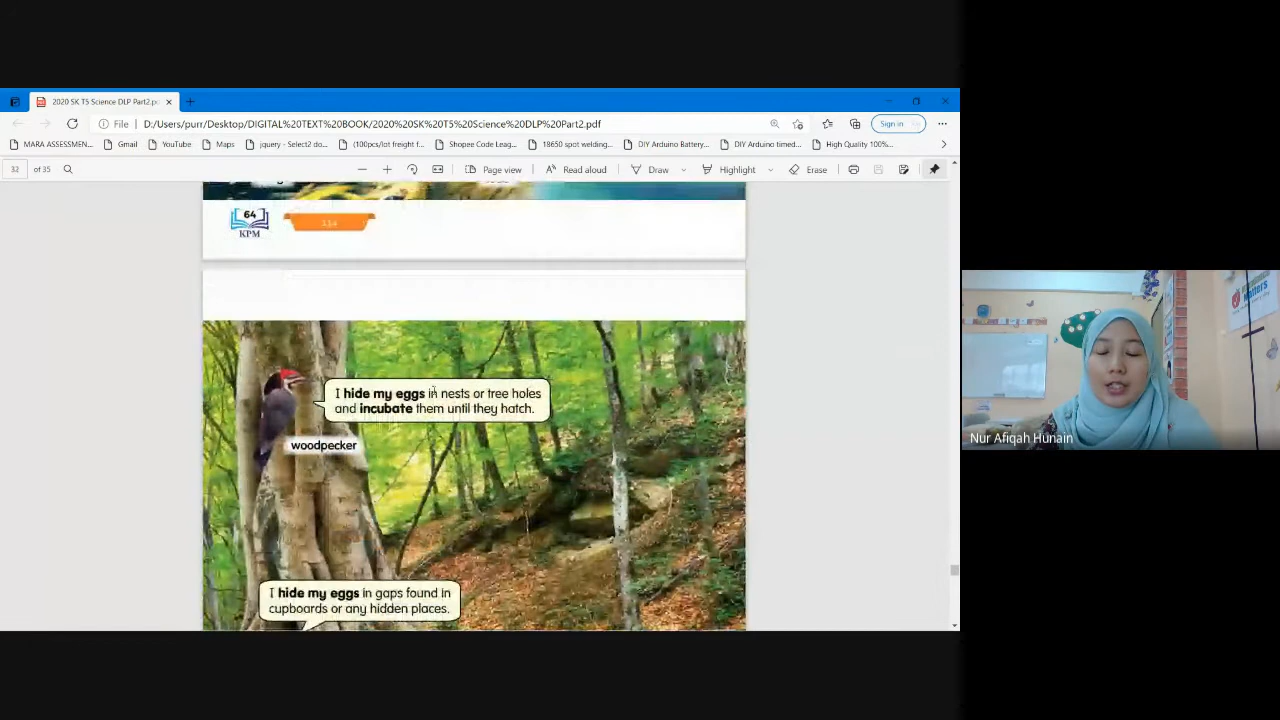 2020 SK T5 Science DLP Part2.p
File
D:/Users/purr/Desktop/DIGITAL%20TEXT%20BOOK/2020%20SK%20T5%20Science%20DLP%20Part2.pdf
Sign in
MARA ASSESSMEN...
Gmail
YouTube
Maps
jquery - Select2 do...
(100pcs/lot freight f...
Shopee Code Leag...
18650 spot welding...
DIY Arduino Battery...
DIY Arduino timed...
High Quality 100%...
32 of 35
Page view
Read aloud
Draw
Highlight
Erase
64
KPM
114
I hide my eggs in nests or tree holes
and incubate them until they hatch.
woodpecker
I hide my eggs in gaps found in
cupboards or any hidden places.
Nur Afiqah Hunain